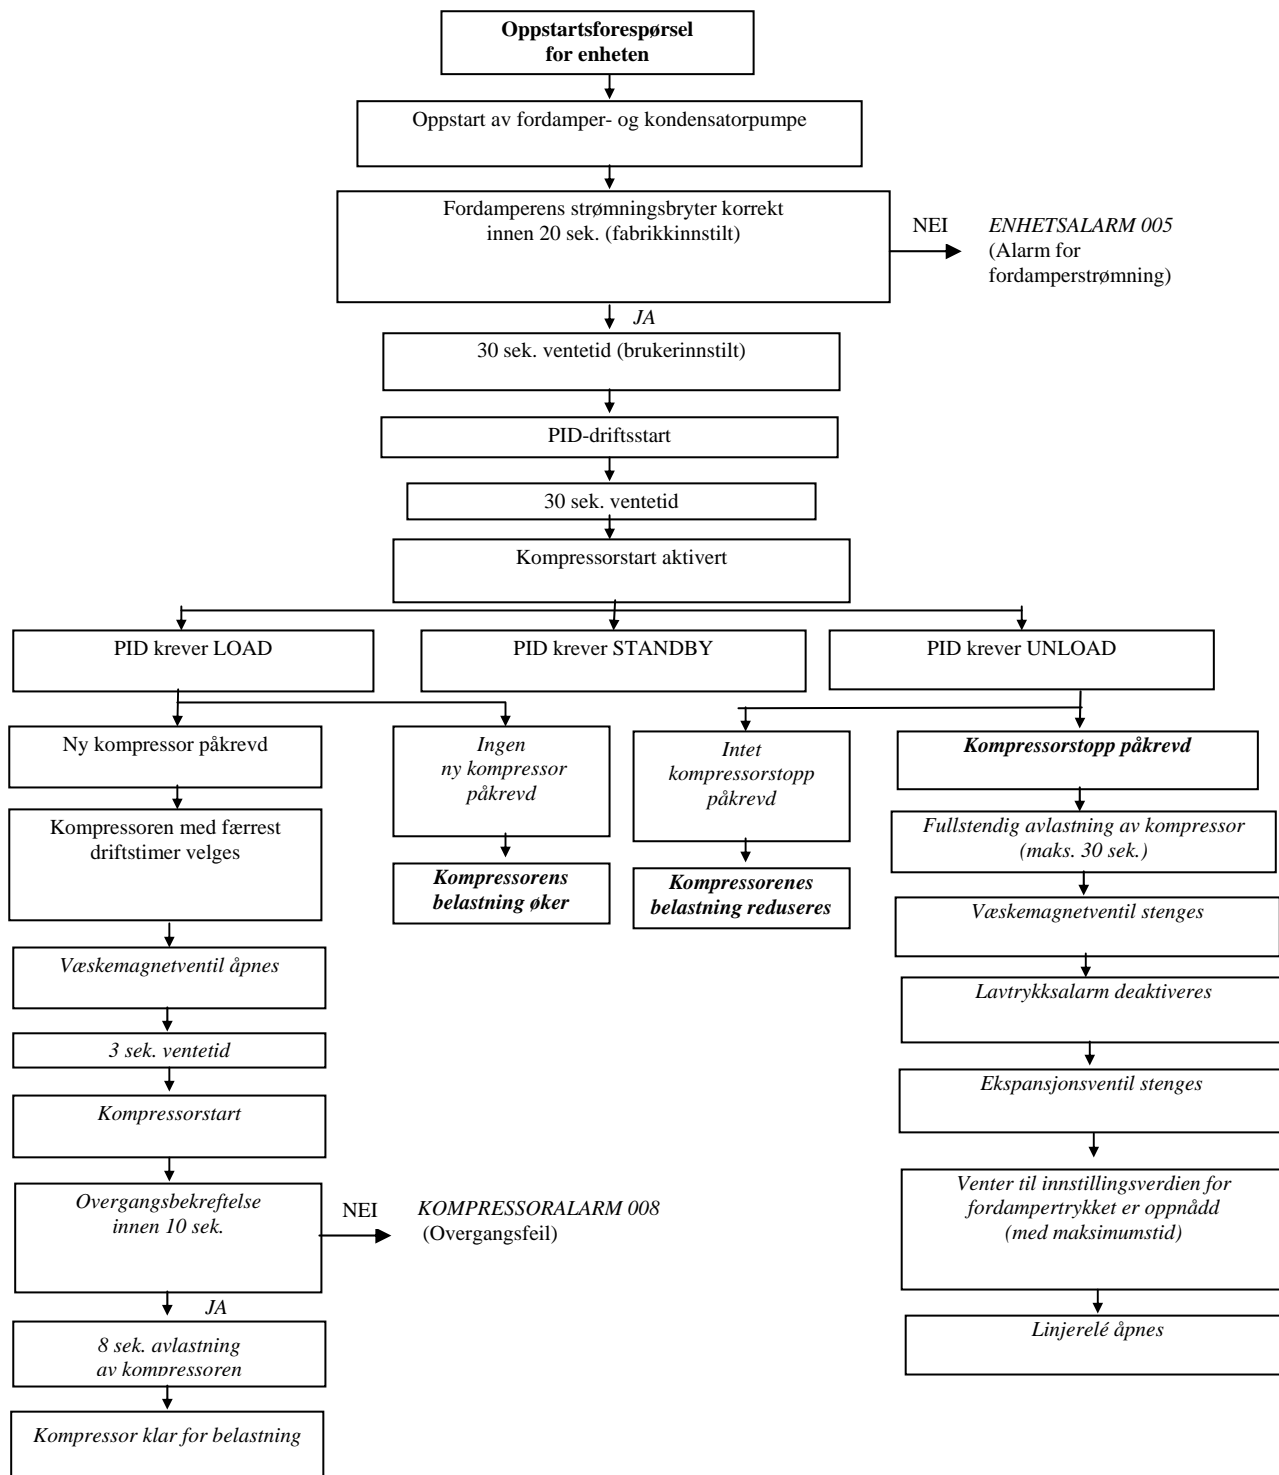 Oppstartsforespørsel
for enheten
Oppstart av fordamper- og kondensatorpumpe
Fordamperens strømningsbryter korrekt
innen 20 sek. (fabrikkinnstilt)
NEI
ENHETSALARM 005
(Alarm for
fordamperstrømning)
JA
30 sek. ventetid (brukerinnstilt)
PID-driftsstart
30 sek. ventetid
Kompressorstart aktivert
PID krever LOAD
PID krever STANDBY
PID krever UNLOAD
Ny kompressor påkrevd
Ingen
ny kompressor
påkrevd
Intet
kompressorstopp
påkrevd
Kompressorstopp påkrevd
Kompressoren med færrest
driftstimer velges
Fullstendig avlastning av kompressor
(maks. 30 sek.)
Kompressorens
belastning øker
Kompressorenes
belastning reduseres
Væskemagnetventil stenges
Væskemagnetventil åpnes
Lavtrykksalarm deaktiveres
3 sek. ventetid
Ekspansjonsventil stenges
Kompressorstart
Overgangsbekreftelse
innen 10 sek.
NEI
KOMPRESSORALARM 008
(Overgangsfeil)
Venter til innstillingsverdien for
fordampertrykket er oppnådd
(med maksimumstid)
JA
Linjerelé åpnes
8 sek. avlastning
av kompressoren
Kompressor klar for belastning